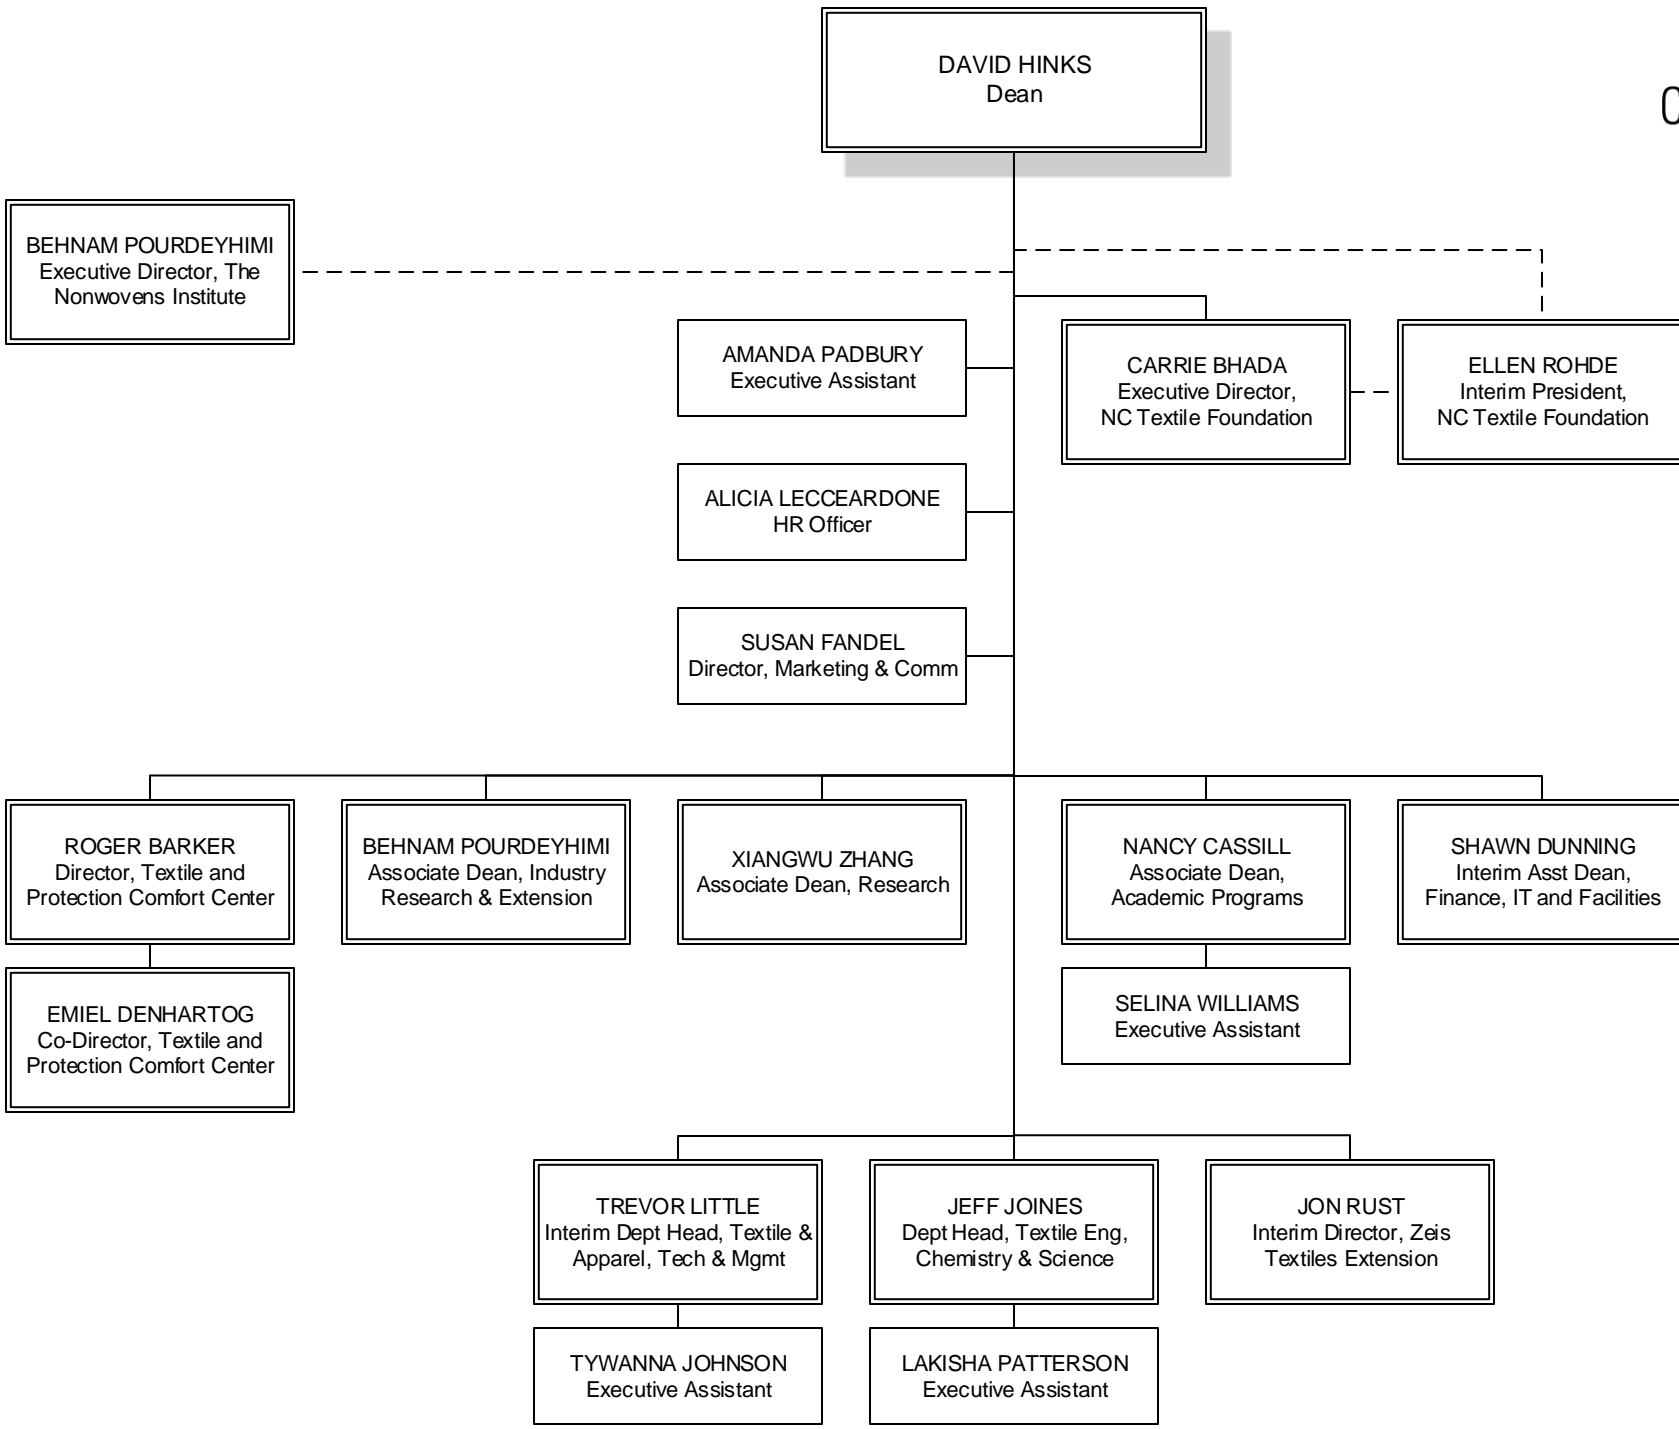 DAVID HINKS
Dean
BEHNAM POURDEYHIMI
Executive Director, The
Nonwovens Institute
AMANDA PADBURY
Executive Assistant
CARRIE BHADA
Executive Director,
NC Textile Foundation
ELLEN ROHDE
Interim President,
NC Textile Foundation
ALICIA LECCEARDONE
HR Officer
SUSAN FANDEL
Director, Marketing & Comm
ROGER BARKER
Director, Textile and
Protection Comfort Center
BEHNAM POURDEYHIMI
Associate Dean, Industry
Research & Extension
XIANGWU ZHANG
Associate Dean, Research
NANCY CASSILL
Associate Dean,
Academic Programs
SHAWN DUNNING
Interim Asst Dean,
Finance, IT and Facilities
EMIEL DENHARTOG
Co-Director, Textile and
Protection Comfort Center
SELINA WILLIAMS
Executive Assistant
TREVOR LITTLE
Interim Dept Head, Textile &
Apparel, Tech & Mgmt
JEFF JOINES
Dept Head, Textile Eng,
Chemistry & Science
JON RUST
Interim Director, Zeis
Textiles Extension
TYWANNA JOHNSON
Executive Assistant
LAKISHA PATTERSON
Executive Assistant